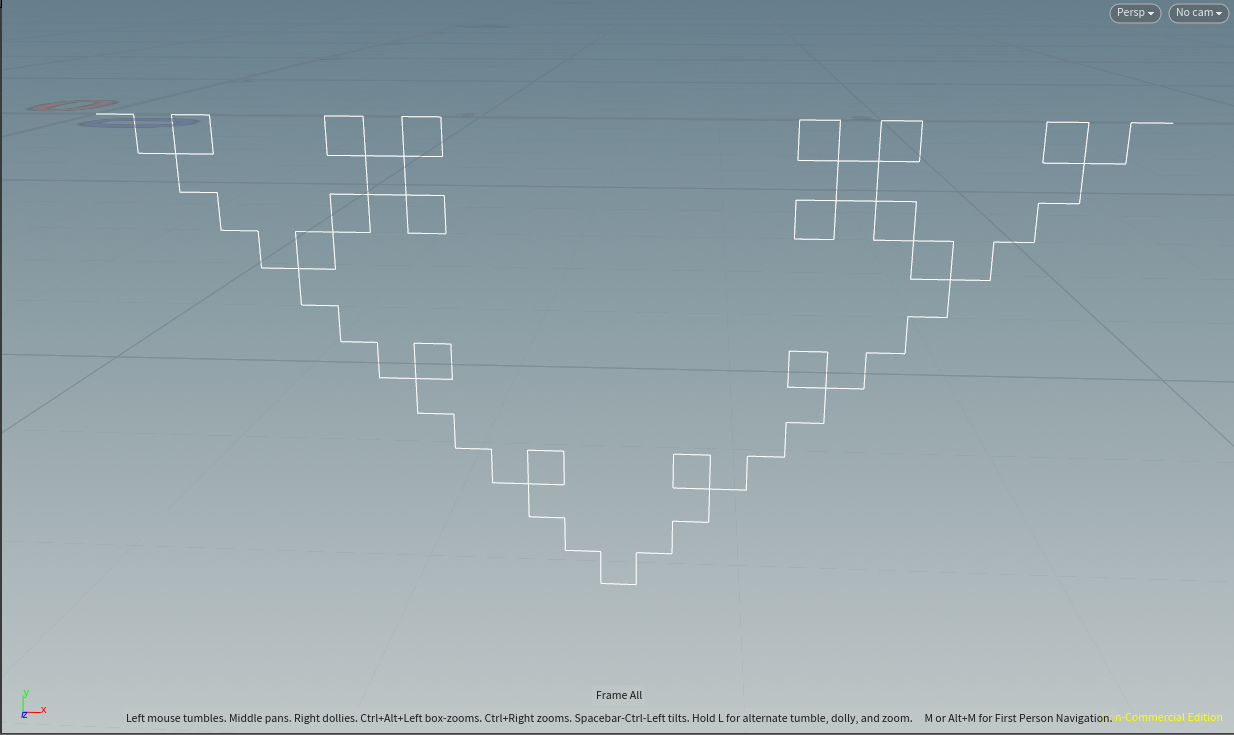 Persp No cam
Frame All
Left mouse tumbles. Middle pans. Right dollies. Ctrl+Alt+Left box-zooms. Ctrl+Right zooms. Spacebar-Ctrl-Left tilts. Hold L for alternate tumble, dolly, and zoom. M or Alt+M for First Person Navigation. n-Commercial Edition
y
z x